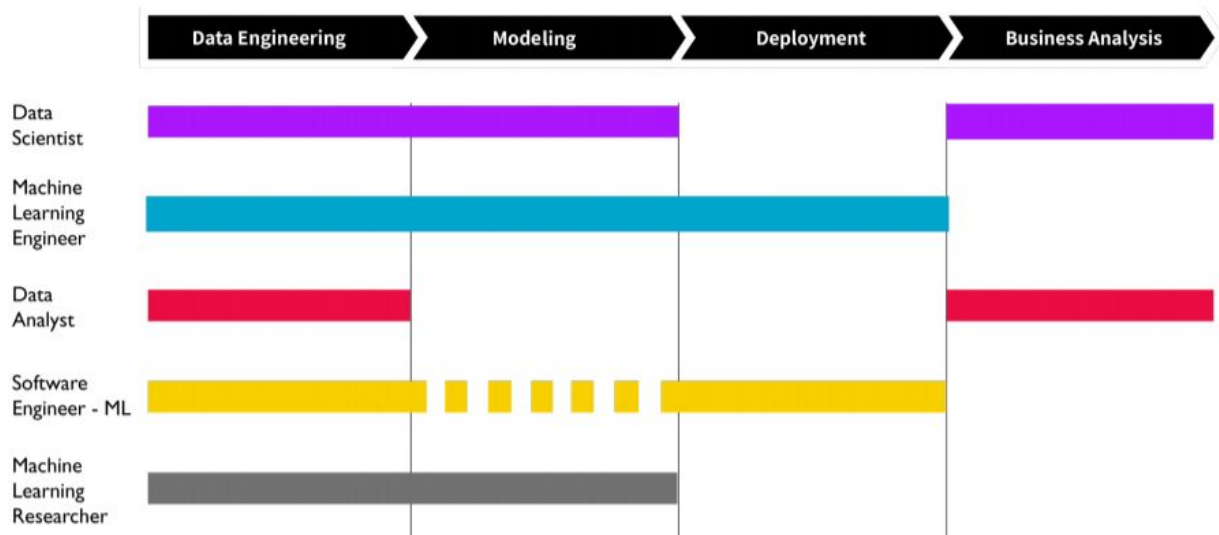 Data Engineering
Modeling
Deployment
Business Analysis
Data
Scientist
Machine
Learning
Engineer
Data
Analyst
Software
Engineer - ML
Machine
Learning
Researcher